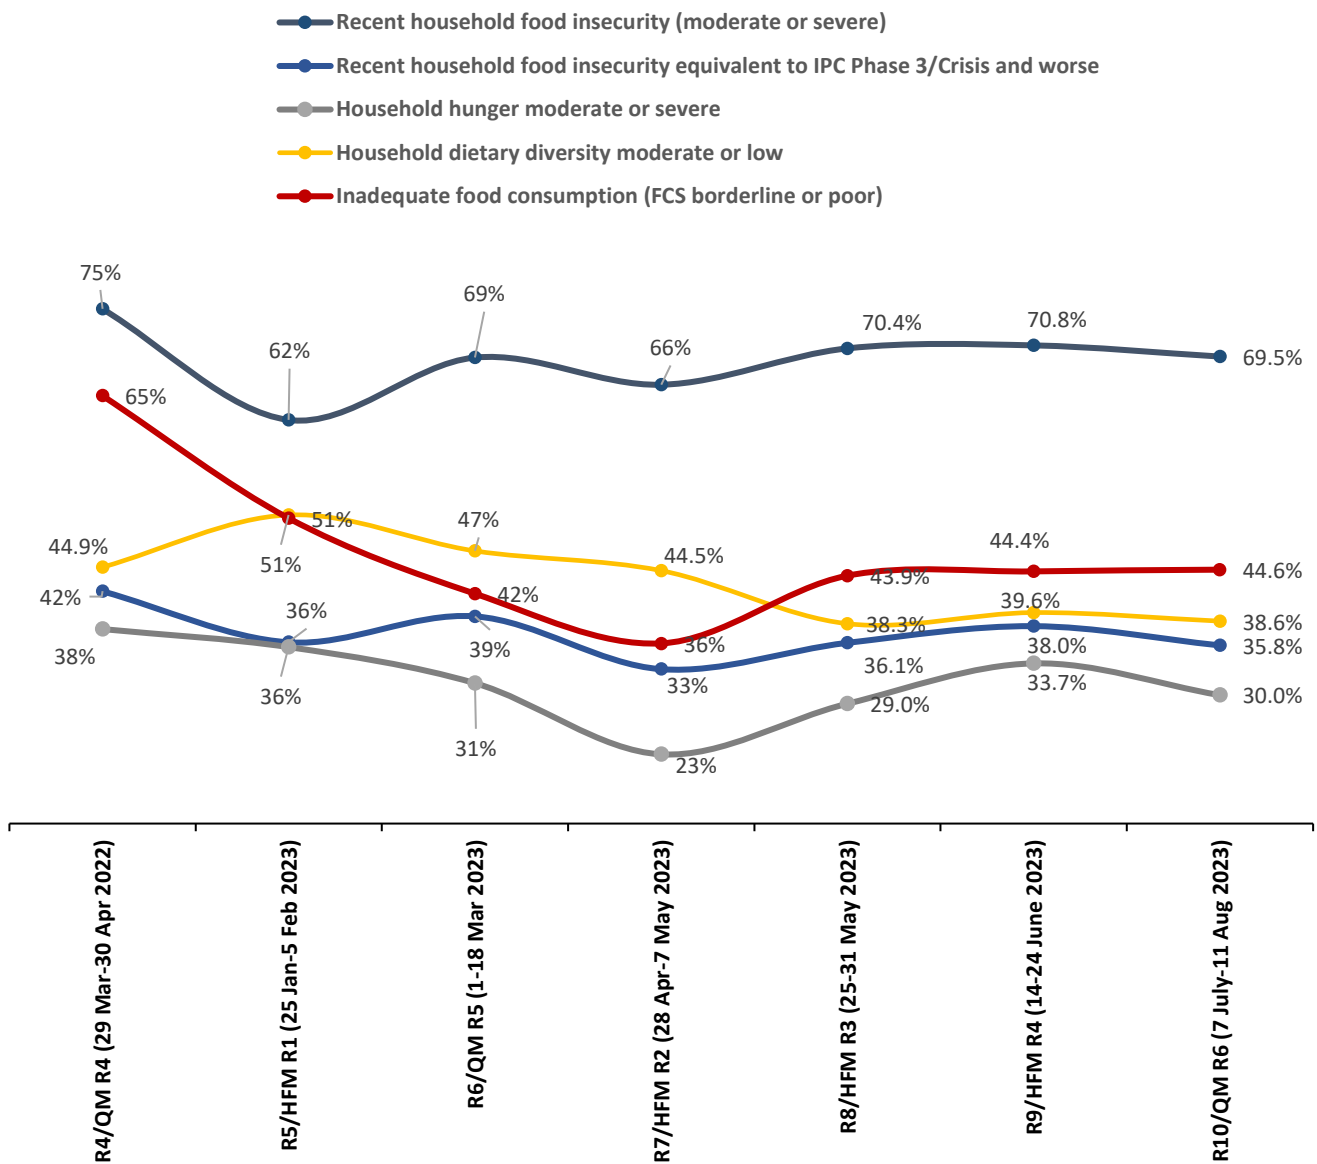 Recent household food insecurity (moderate or severe)
Recent household food insecurity equivalent to IPC Phase 3/Crisis and worse
Household hunger moderate or severe
Household dietary diversity moderate or low
Inadequate food consumption (FCS borderline or poor)
75%
62%
69%
66%
70.4%
70.8%
69.5%
65%
51%
42%
36%
43.9%
44.4%
44.6%
44.9%
51%
47%
44.5%
38.3%
39.6%
38.6%
42%
36%
39%
33%
36.1%
38.0%
35.8%
38%
36%
31%
23%
29.0%
33.7%
30.0%
R4/QM R4 (29 Mar-30 Apr 2022)
R5/HFM R1 (25 Jan-5 Feb 2023)
R6/QM R5 (1-18 Mar 2023)
R7/HFM R2 (28 Apr-7 May 2023)
R8/HFM R3 (25-31 May 2023)
R9/HFM R4 (14-24 June 2023)
R10/QM R6 (7 July-11 Aug 2023)